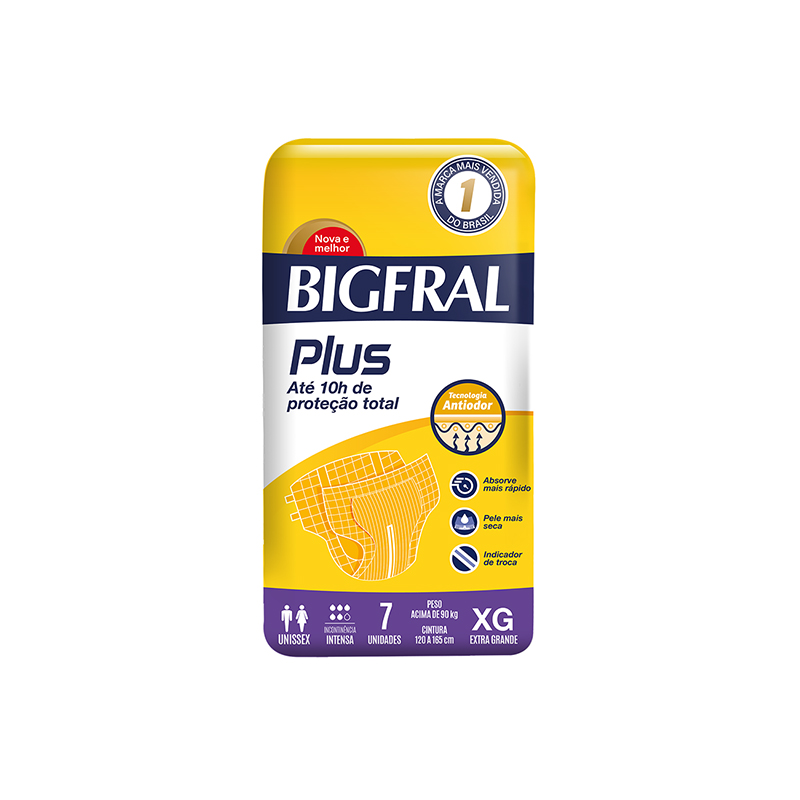 A MARCA MAIS VENDIDA
1
DO BRASIL
Nova e
melhor
BIGFRAL
Plus
Até 10h de
proteção total
Tecnologia
Antiodor
Absorve
mais rápido
Pele mais
seca
Indicador
de troca
UNISSEX
INCONTINÊNCIA
INTENSA
7
UNIDADES
PESO
ACIMA DE 90 kg
CINTURA
120 A 165 cm
XG
EXTRA GRANDE